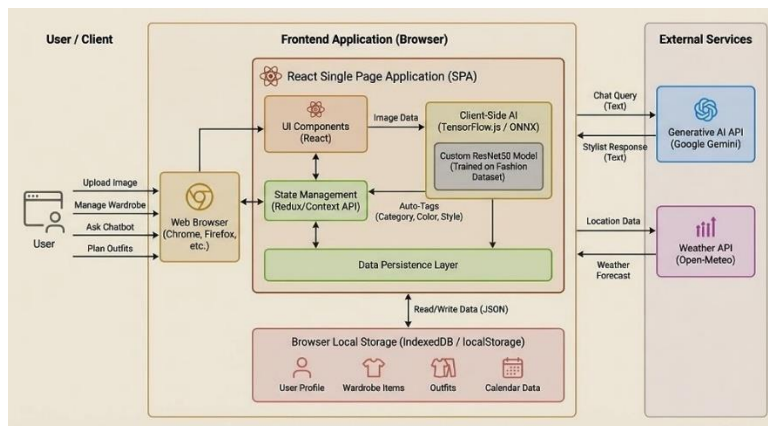 User / Client
Frontend Application (Browser)
External Services
React Single Page Application (SPA)
UI Components
(React)
Image Data
Client-Side AI
(TensorFlow.js / ONNX)
Custom ResNet50 Model
(Trained on Fashion
Dataset)
Chat Query
(Text)
Stylist Response
(Text)
Generative AI API
(Google Gemini)
Upload Image
Manage Wardrobe
Ask Chatbot
Plan Outfits
User
Web Browser
(Chrome, Firefox,
etc.)
State Management
(Redux/Context API)
Auto-Tags
(Category, Color, Style)
Location Data
Weather
Forecast
Weather API
(Open-Meteo)
Data Persistence Layer
Read/Write Data (JSON)
Browser Local Storage (IndexedDB / localStorage)
User Profile
Wardrobe Items
Outfits
Calendar Data